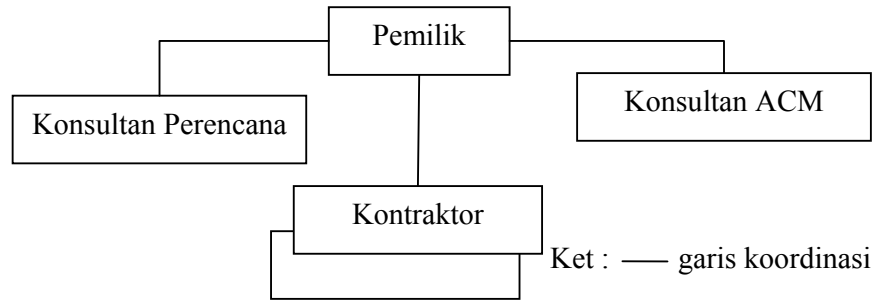 Pemilik
Konsultan Perencana
Konsultan ACM
Kontraktor
Ket : —— garis koordinasi